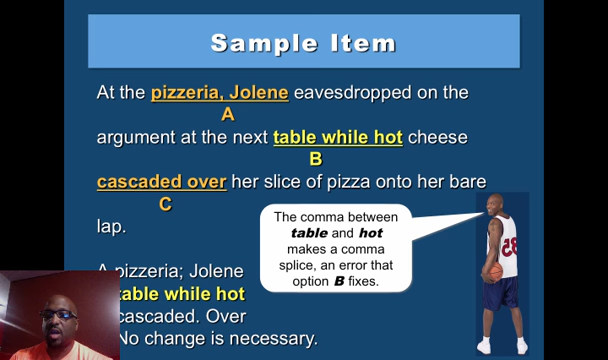 Sample Item
At the pizzeria, Jolene eavesdropped on the
A
argument at the next table while hot cheese
B
cascaded over her slice of pizza onto her bare
C
lap.
The comma between
table and hot
makes a comma
splice, an error that
option B fixes.
28
A pizzeria; Jolene
table while hot
cascaded. Over
No change is necessary.